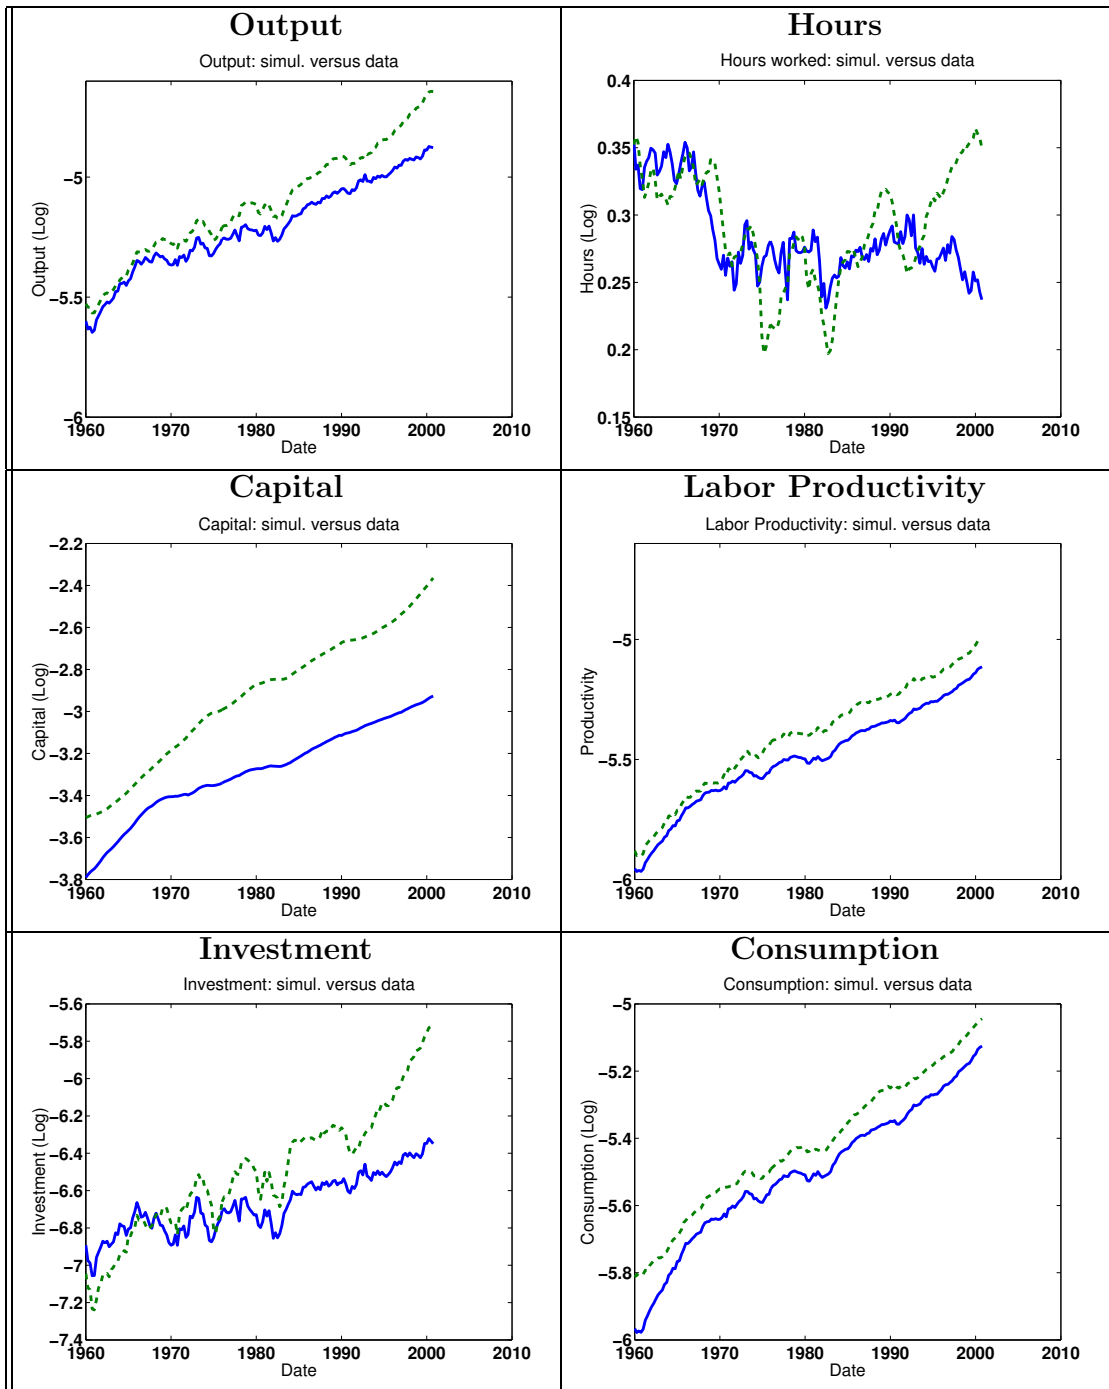 Output
Output: simul. versus data
Output (Log)
−5
−5.5
−6
1960 1970 1980 1990 2000 2010
Date
Hours
Hours worked: simul. versus data
Hours (Log)
0.4
0.35
0.3
0.25
0.2
0.15
1960 1970 1980 1990 2000 2010
Date
Capital
Capital: simul. versus data
Capital (Log)
−2.2
−2.4
−2.6
−2.8
−3
−3.2
−3.4
−3.6
−3.8
1960 1970 1980 1990 2000 2010
Date
Labor Productivity
Labor Productivity: simul. versus data
Productivity
−5
−5.5
−6
1960 1970 1980 1990 2000 2010
Date
Investment
Investment: simul. versus data
Investment (Log)
−5.6
−5.8
−6
−6.2
−6.4
−6.6
−6.8
−7
−7.2
−7.4
1960 1970 1980 1990 2000 2010
Date
Consumption
Consumption: simul. versus data
Consumption (Log)
−5
−5.2
−5.4
−5.6
−5.8
−6
1960 1970 1980 1990 2000 2010
Date